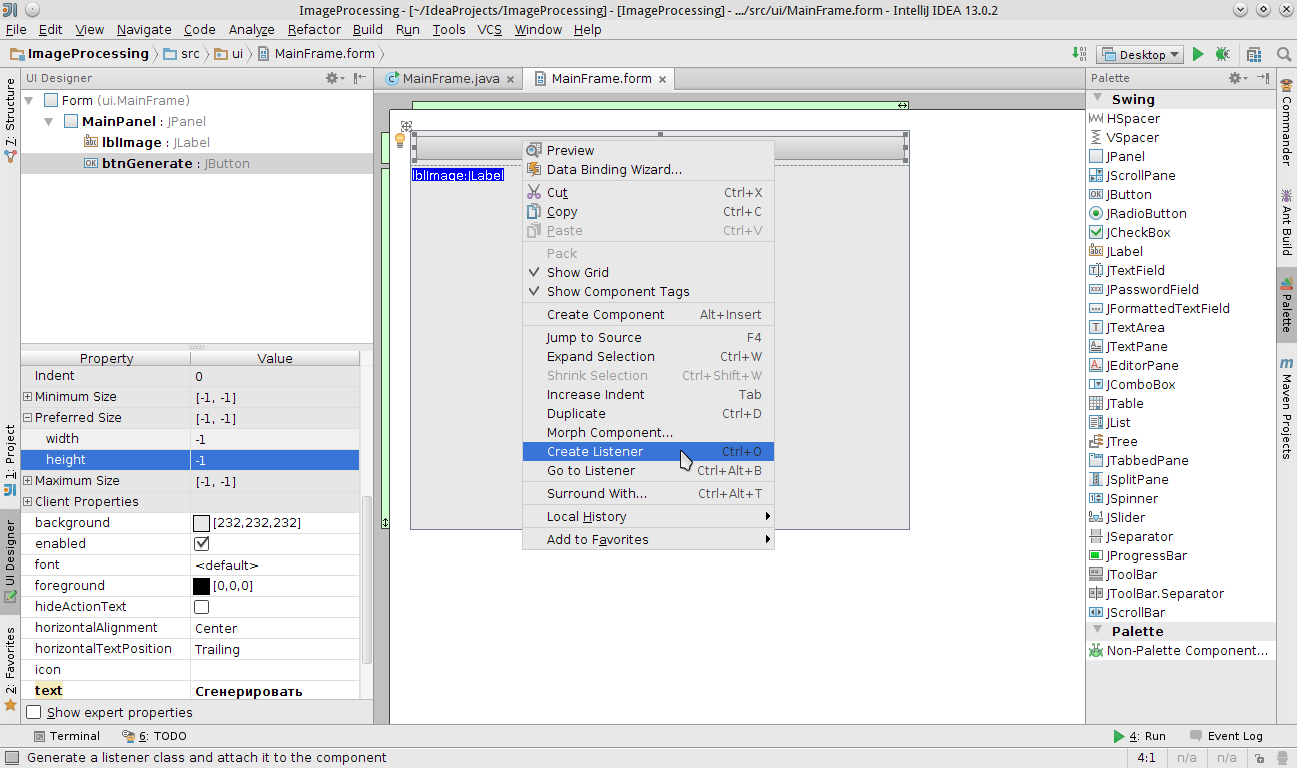 ImageProcessing - [~/IdeaProjects/ImageProcessing] - [ImageProcessing] - .../src/ui/MainFrame.form - IntelliJ IDEA 13.0.2
File Edit View Navigate Code Analyze Refactor Build Run Tools VCS Window Help
ImageProcessing src ui MainFrame.form Desktop
UI Designer
MainFrame.java MainFrame.form
Palette
Z: Structure
1: Project
UI Designer
2: Favorites
Form (ui.MainFrame)
MainPanel : JPanel
lblImage : JLabel
btnGenerate : JButton
Property Value
Indent 0
Minimum Size [-1, -1]
Preferred Size [-1, -1]
width -1
height -1
Maximum Size [-1, -1]
Client Properties
background [232,232,232]
enabled
font <default>
foreground [0,0,0]
hideActionText
horizontalAlignment Center
horizontalTextPosition Trailing
icon
text Сгенерировать
Show expert properties
lblImage:JLabel
Preview
Data Binding Wizard...
Cut Ctrl+X
Copy Ctrl+C
Paste Ctrl+V
Pack
Show Grid
Show Component Tags
Create Component Alt+Insert
Jump to Source F4
Expand Selection Ctrl+W
Shrink Selection Ctrl+Shift+W
Increase Indent Tab
Duplicate Ctrl+D
Morph Component...
Create Listener Ctrl+O
Go to Listener Ctrl+Alt+B
Surround With... Ctrl+Alt+T
Local History
Add to Favorites
Swing
HSpacer
VSpacer
JPanel
JScrollPane
JButton
JRadioButton
JCheckBox
JLabel
JTextField
JPasswordField
JFormattedTextField
JTextArea
JTextPane
JEditorPane
JComboBox
JTable
JList
JTree
JTabbedPane
JSplitPane
JSpinner
JSlider
JSeparator
JProgressBar
JToolBar
JToolBar.Separator
JScrollBar
Palette
Non-Palette Component...
Commander
Ant Build
Palette
Maven Projects
Terminal 6: TODO 4: Run Event Log
Generate a listener class and attach it to the component 4:1 n/a n/a